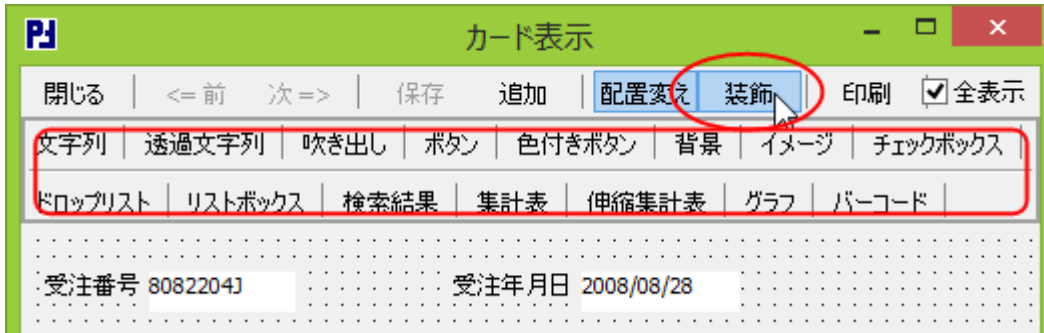 カード表示
閉じる <= 前 次 => 保存 追加 配置変え 装飾 印刷 全表示
文字列 透過文字列 吹き出し ボタン 色付きボタン 背景 イメージ チェックボックス
ドロップリスト リストボックス 検索結果 集計表 伸縮集計表 グラフ バーコード
受注番号 8082204J 受注年月日 2008/08/28